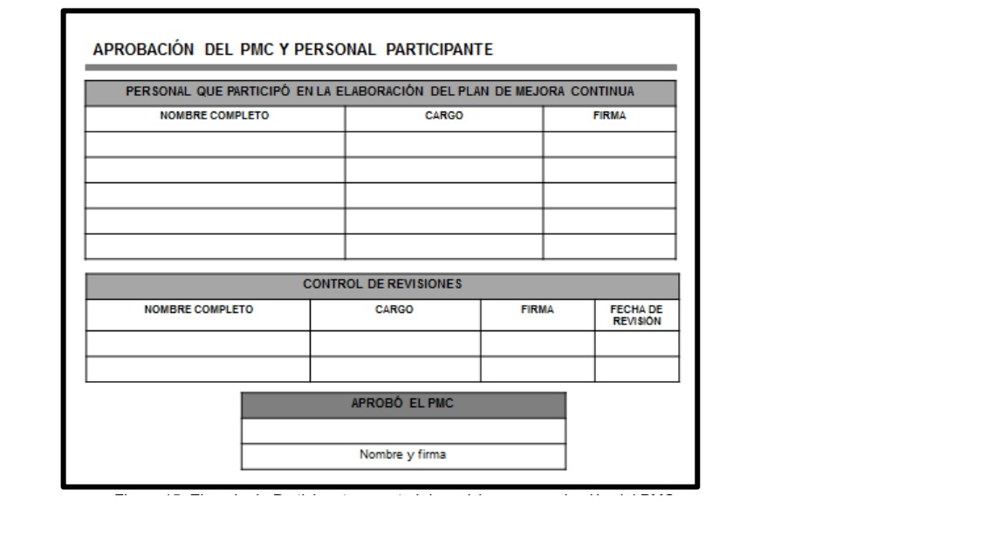 APROBACIÓN DEL PMC Y PERSONAL PARTICIPANTE
PERSONAL QUE PARTICIPÓ EN LA ELABORACIÓN DEL PLAN DE MEJORA CONTINUA
NOMBRE COMPLETO CARGO FIRMA
CONTROL DE REVISIONES
NOMBRE COMPLETO CARGO FIRMA FECHA DE
REVISIÓN
APROBÓ EL PMC
Nombre y firma